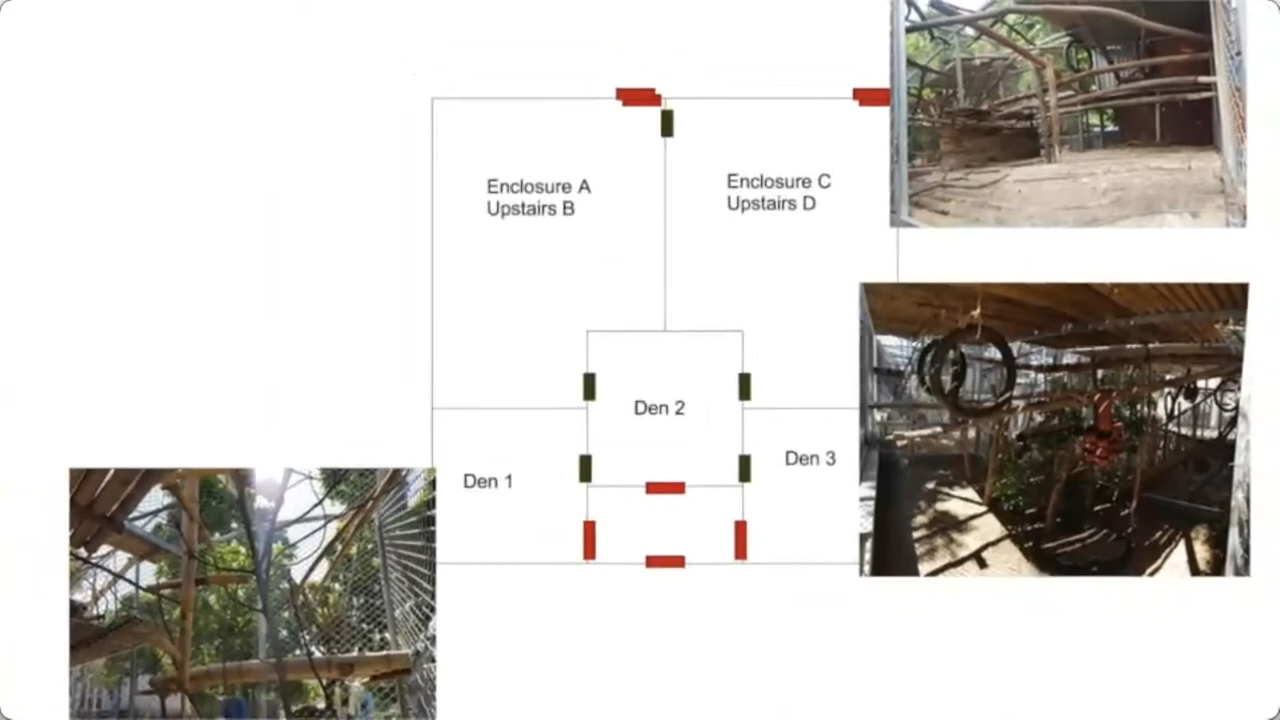 Enclosure A
Upstairs B
Enclosure C
Upstairs D
Den 2
Den 3
Den 1